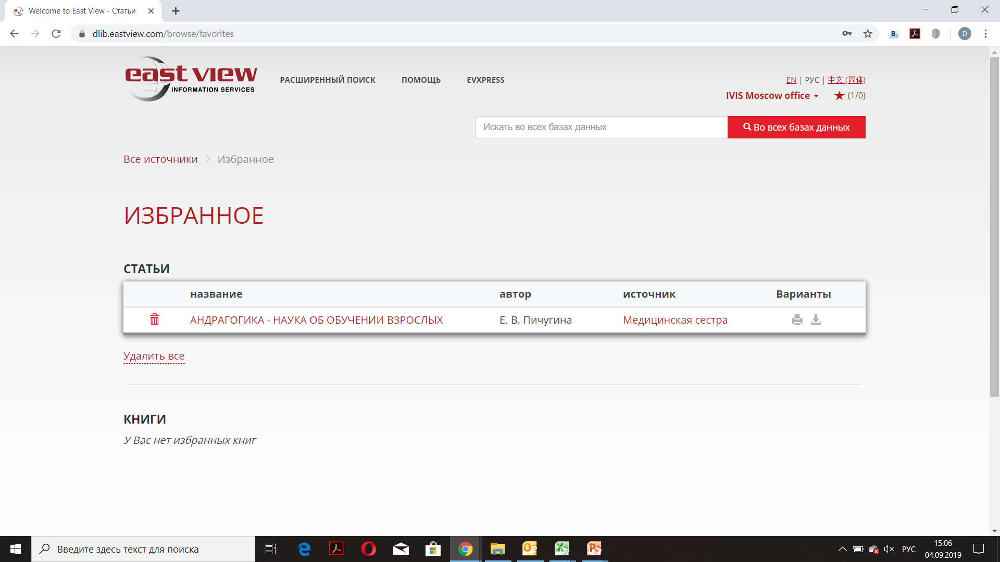 Welcome to East View - Статьи
dlib.eastview.com/browse/favorites
D
east view
INFORMATION SERVICES
РАСШИРЕННЫЙ ПОИСК ПОМОЩЬ EVXPRESS
EN | РУС | 中文 (简体)
IVIS Moscow office (1/0)
Искать во всех базах данных Во всех базах данных
Все источники > Избранное
ИЗБРАННОЕ
СТАТЬИ
название автор источник Варианты
АНДРАГОГИКА - НАУКА ОБ ОБУЧЕНИИ ВЗРОСЛЫХ Е. В. Пичугина Медицинская сестра
Удалить все
КНИГИ
У Вас нет избранных книг
Введите здесь текст для поиска
РУС
15:06
04.09.2019